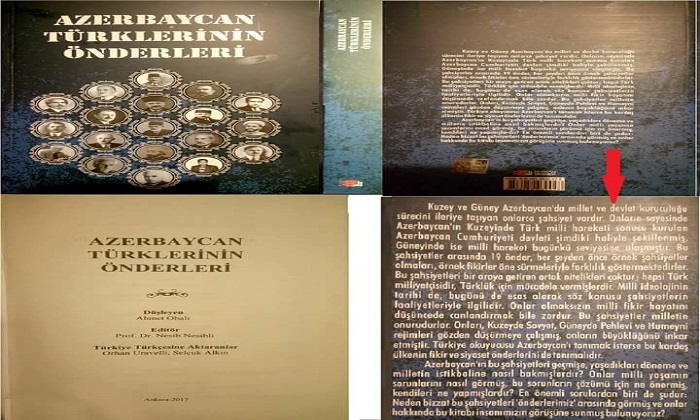 AZERBAYCAN
TÜRKLERİNİN
ÖNDERLERİ
AZERBAYCAN
TÜRKLERİNİN
ÖNDERLERİ
AZERBAYCAN
TÜRKLERİNİN
ÖNDERLERİ
Düşleyen
Ahmet Obalı
Editör
Prof. Dr. Nesib Nesibli
Türkiye Türkçesine Aktaranlar
Orhan Uravelli, Selçuk Alkın
Ankara-2017
Kuzey ve Güney Azerbaycan'da millet ve devlet kuruculuğu
sürecini ileriye taşıyan onlarca şahsiyet vardır. Onların sayesinde
Azerbaycan'ın Kuzeyinde Türk milli hareketi sonucu kurulan
Azerbaycan Cumhuriyeti devleti şimdiki haliyle şekillenmiş,
Güneyinde ise milli hareket bugünkü seviyesine ulaşmıştır. Bu
şahsiyetler arasında 19 önder, her şeyden önce örnek şahsiyetler
olmaları, örnek fikirler öne sürmeleriyle farklılık göstermektedirler.
Bu şahsiyetleri bir araya getiren ortak nitelikleri çoktur; hepsi Türk
milliyetçisidir, Türklük için mücadele vermişlerdir. Milli ideolojinin
tarihi de, bugünü de esas olarak söz konusu şahsiyetlerin
faaliyetleriyle ilgilidir. Onlar olmaksızın milli fikir hayatını
düşüncede canlandırmak bile zordur. Bu şahsiyetler milletin
onurudurlar. Onları, Kuzeyde Sovyet, Güneyde Pehlevi ve Humeyni
rejimleri gözden düşürmeye çalışmış, onların büyüklüğünü inkar
etmiştir. Türkiye okuyucusu Azerbaycan'ı tanımak isterse bu kardeş
ülkenin fikir ve siyaset önderlerini de tanımalıdır.
Azerbaycan'ın bu şahsiyetleri geçmişe, yaşadıkları döneme ve
milletin istikbaline nasıl bakmışlerdır? Onlar milli yaşamın
sorunlarını nasıl görmüş, bu sorunların çözümü için ne önermiş,
kendileri ne yapmışlardır? En önemli sorulardan biri de şudur:
Neden bizzat bu şahsiyetleri 'önderlerimiz' arasında görmüş ve onlar
hakkında bu kitabı insanımızın görüşüne sunmuş bulunuyoruz?